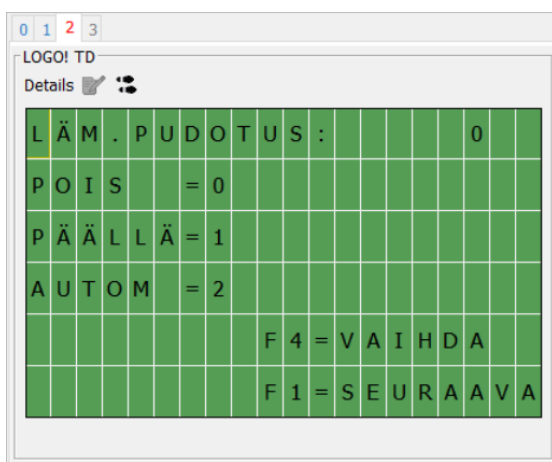 0 1 2 3
LOGO! TD
Details
LÄM.PUDOTUS: 0
POIS =0
PÄÄLLÄ=1
AUTOM =2
F4=VAIHDA
F1=SEURAAVA